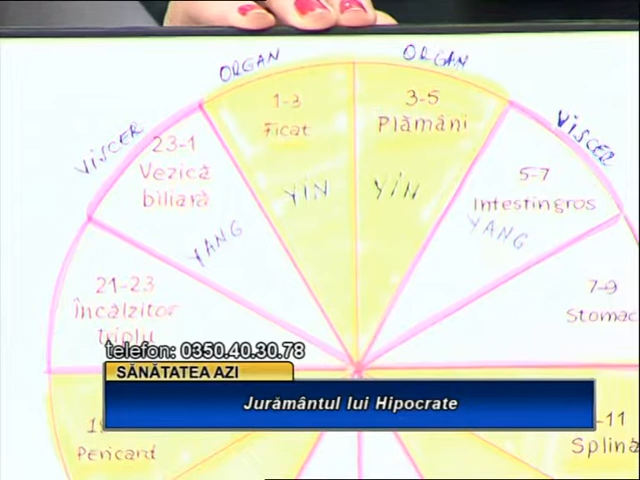 ORGAN
ORGAN
VISCER
VISCER
1-3
Ficat
YIN
3-5
Plămâni
YIN
23-1
Vezică
biliară
YANG
5-7
Intestin gros
YANG
21-23
Încălzitor
triplu
7-9
Stomac
telefon: 0350.40.30.78
SĂNĂTATEA AZI
Jurământul lui Hipocrate
Pericard
-11
Splină